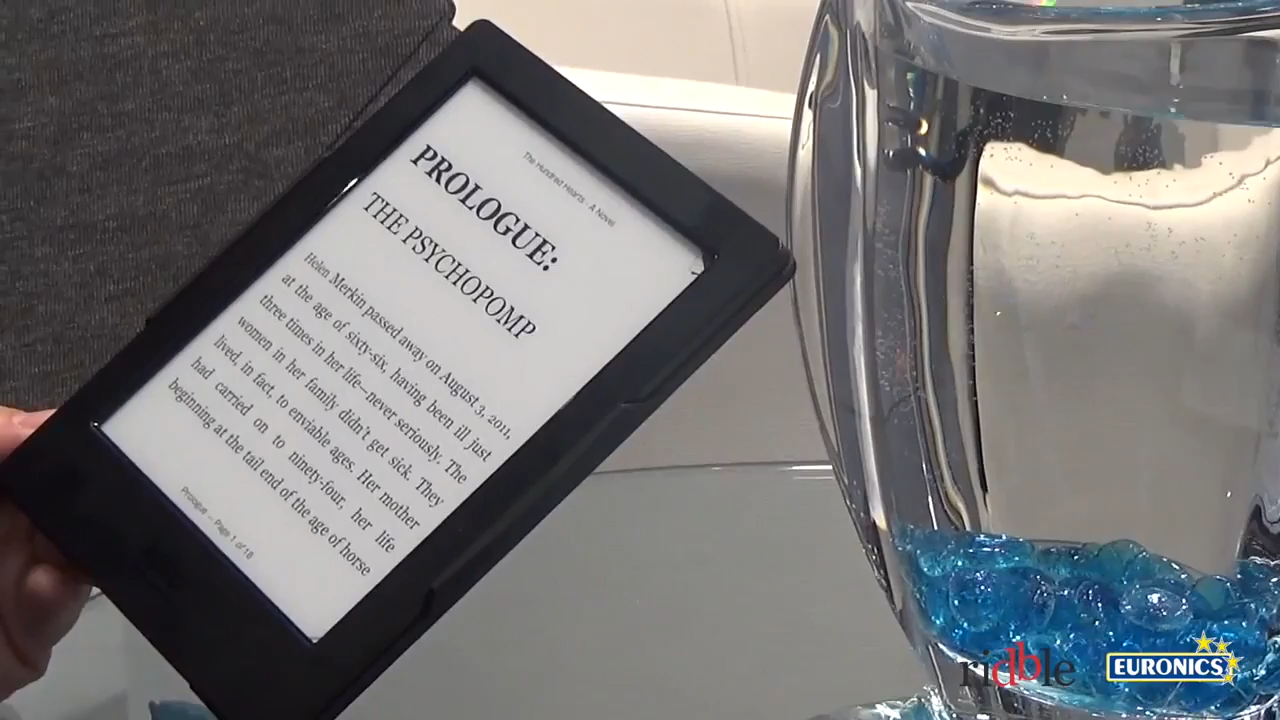 The Hundred Hearts - A Novel
PROLOGUE:
THE PSYCHOPOMP
Helen Merkin passed away on August 3, 2011,
at the age of sixty-six, having been ill just
three times in her life—never seriously. The
women in her family didn't get sick. They
lived, in fact, to enviable ages. Her mother
had carried on to ninety-four, her life
beginning at the tail end of the age of horse
Prologue — Page 1 of 18
ridble
EURONICS